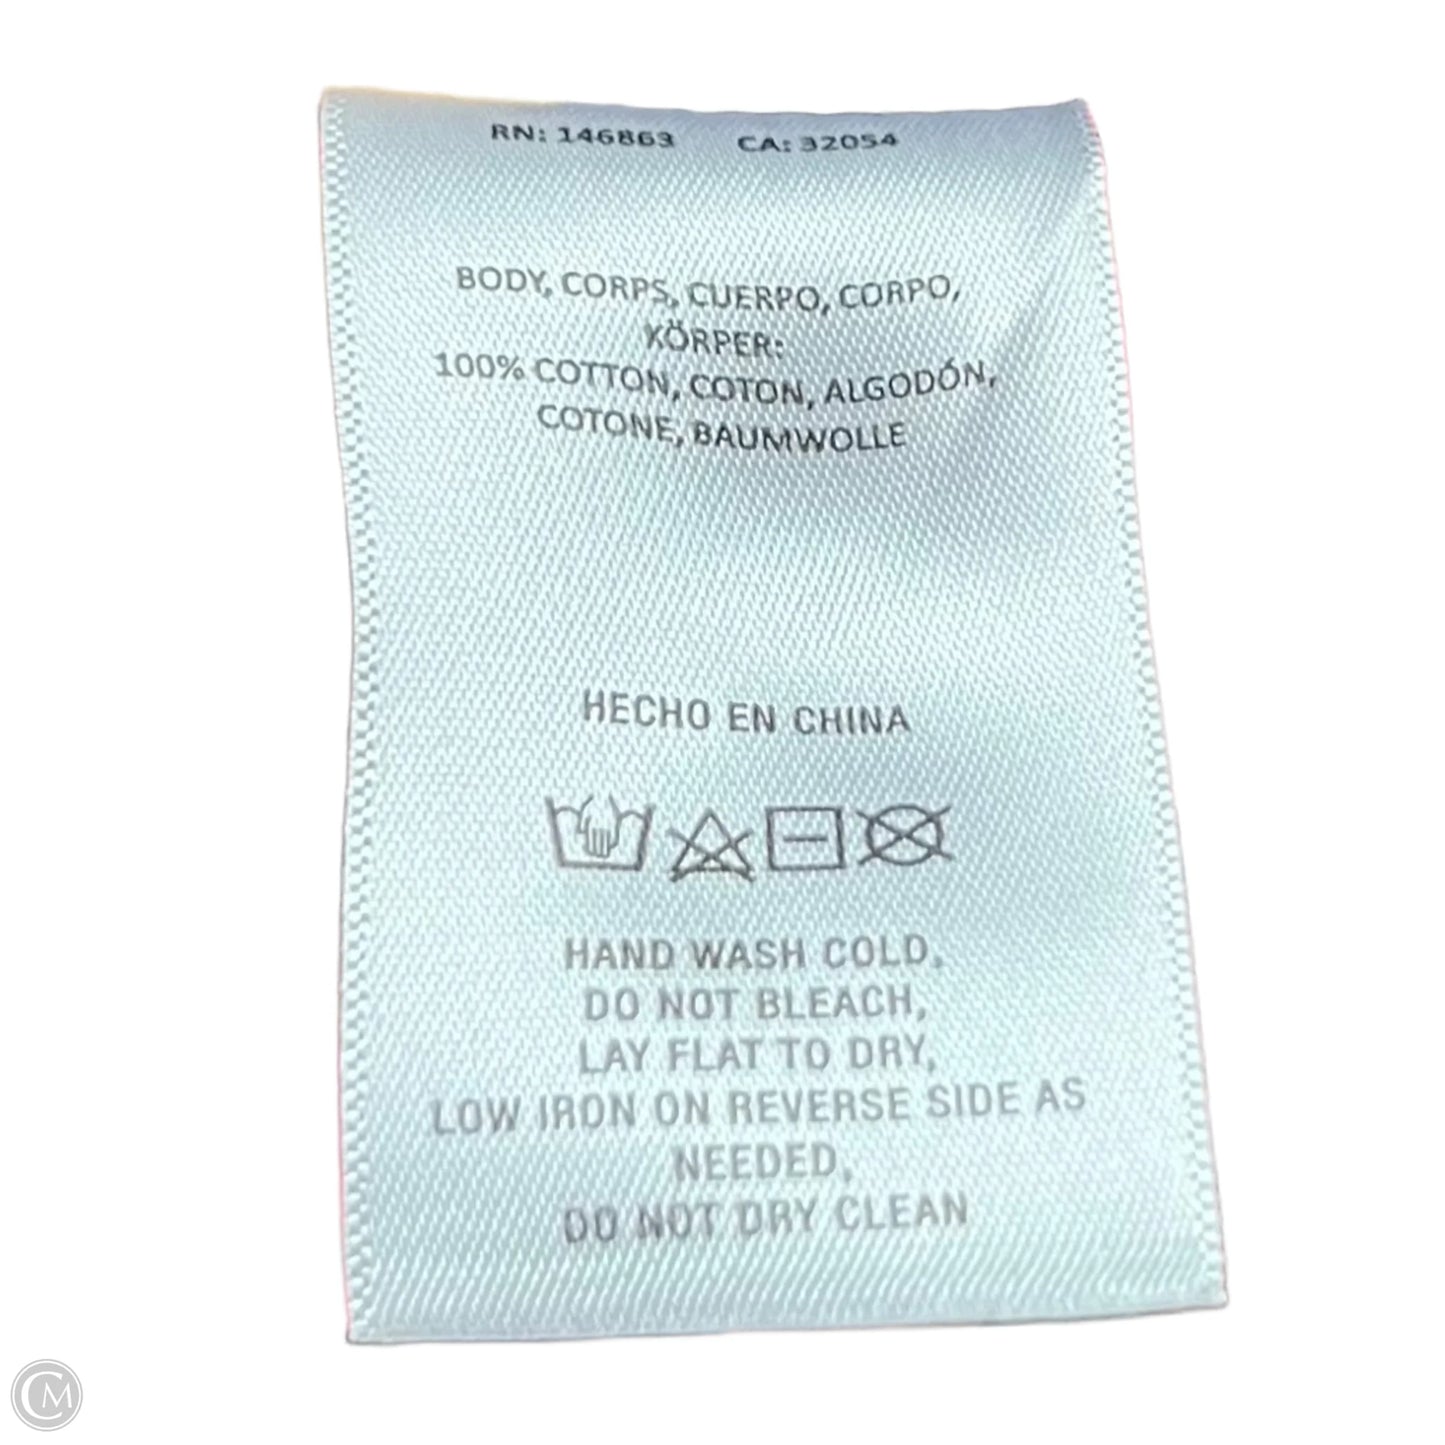 RN: 146863 CA: 32054
BODY, CORPS, CUERPO, CORPO,
KÖRPER:
100% COTTON, COTON, ALGODÓN,
COTONE, BAUMWOLLE
HECHO EN CHINA
HAND WASH COLD,
DO NOT BLEACH,
LAY FLAT TO DRY,
LOW IRON ON REVERSE SIDE AS
NEEDED,
DO NOT DRY CLEAN
CM